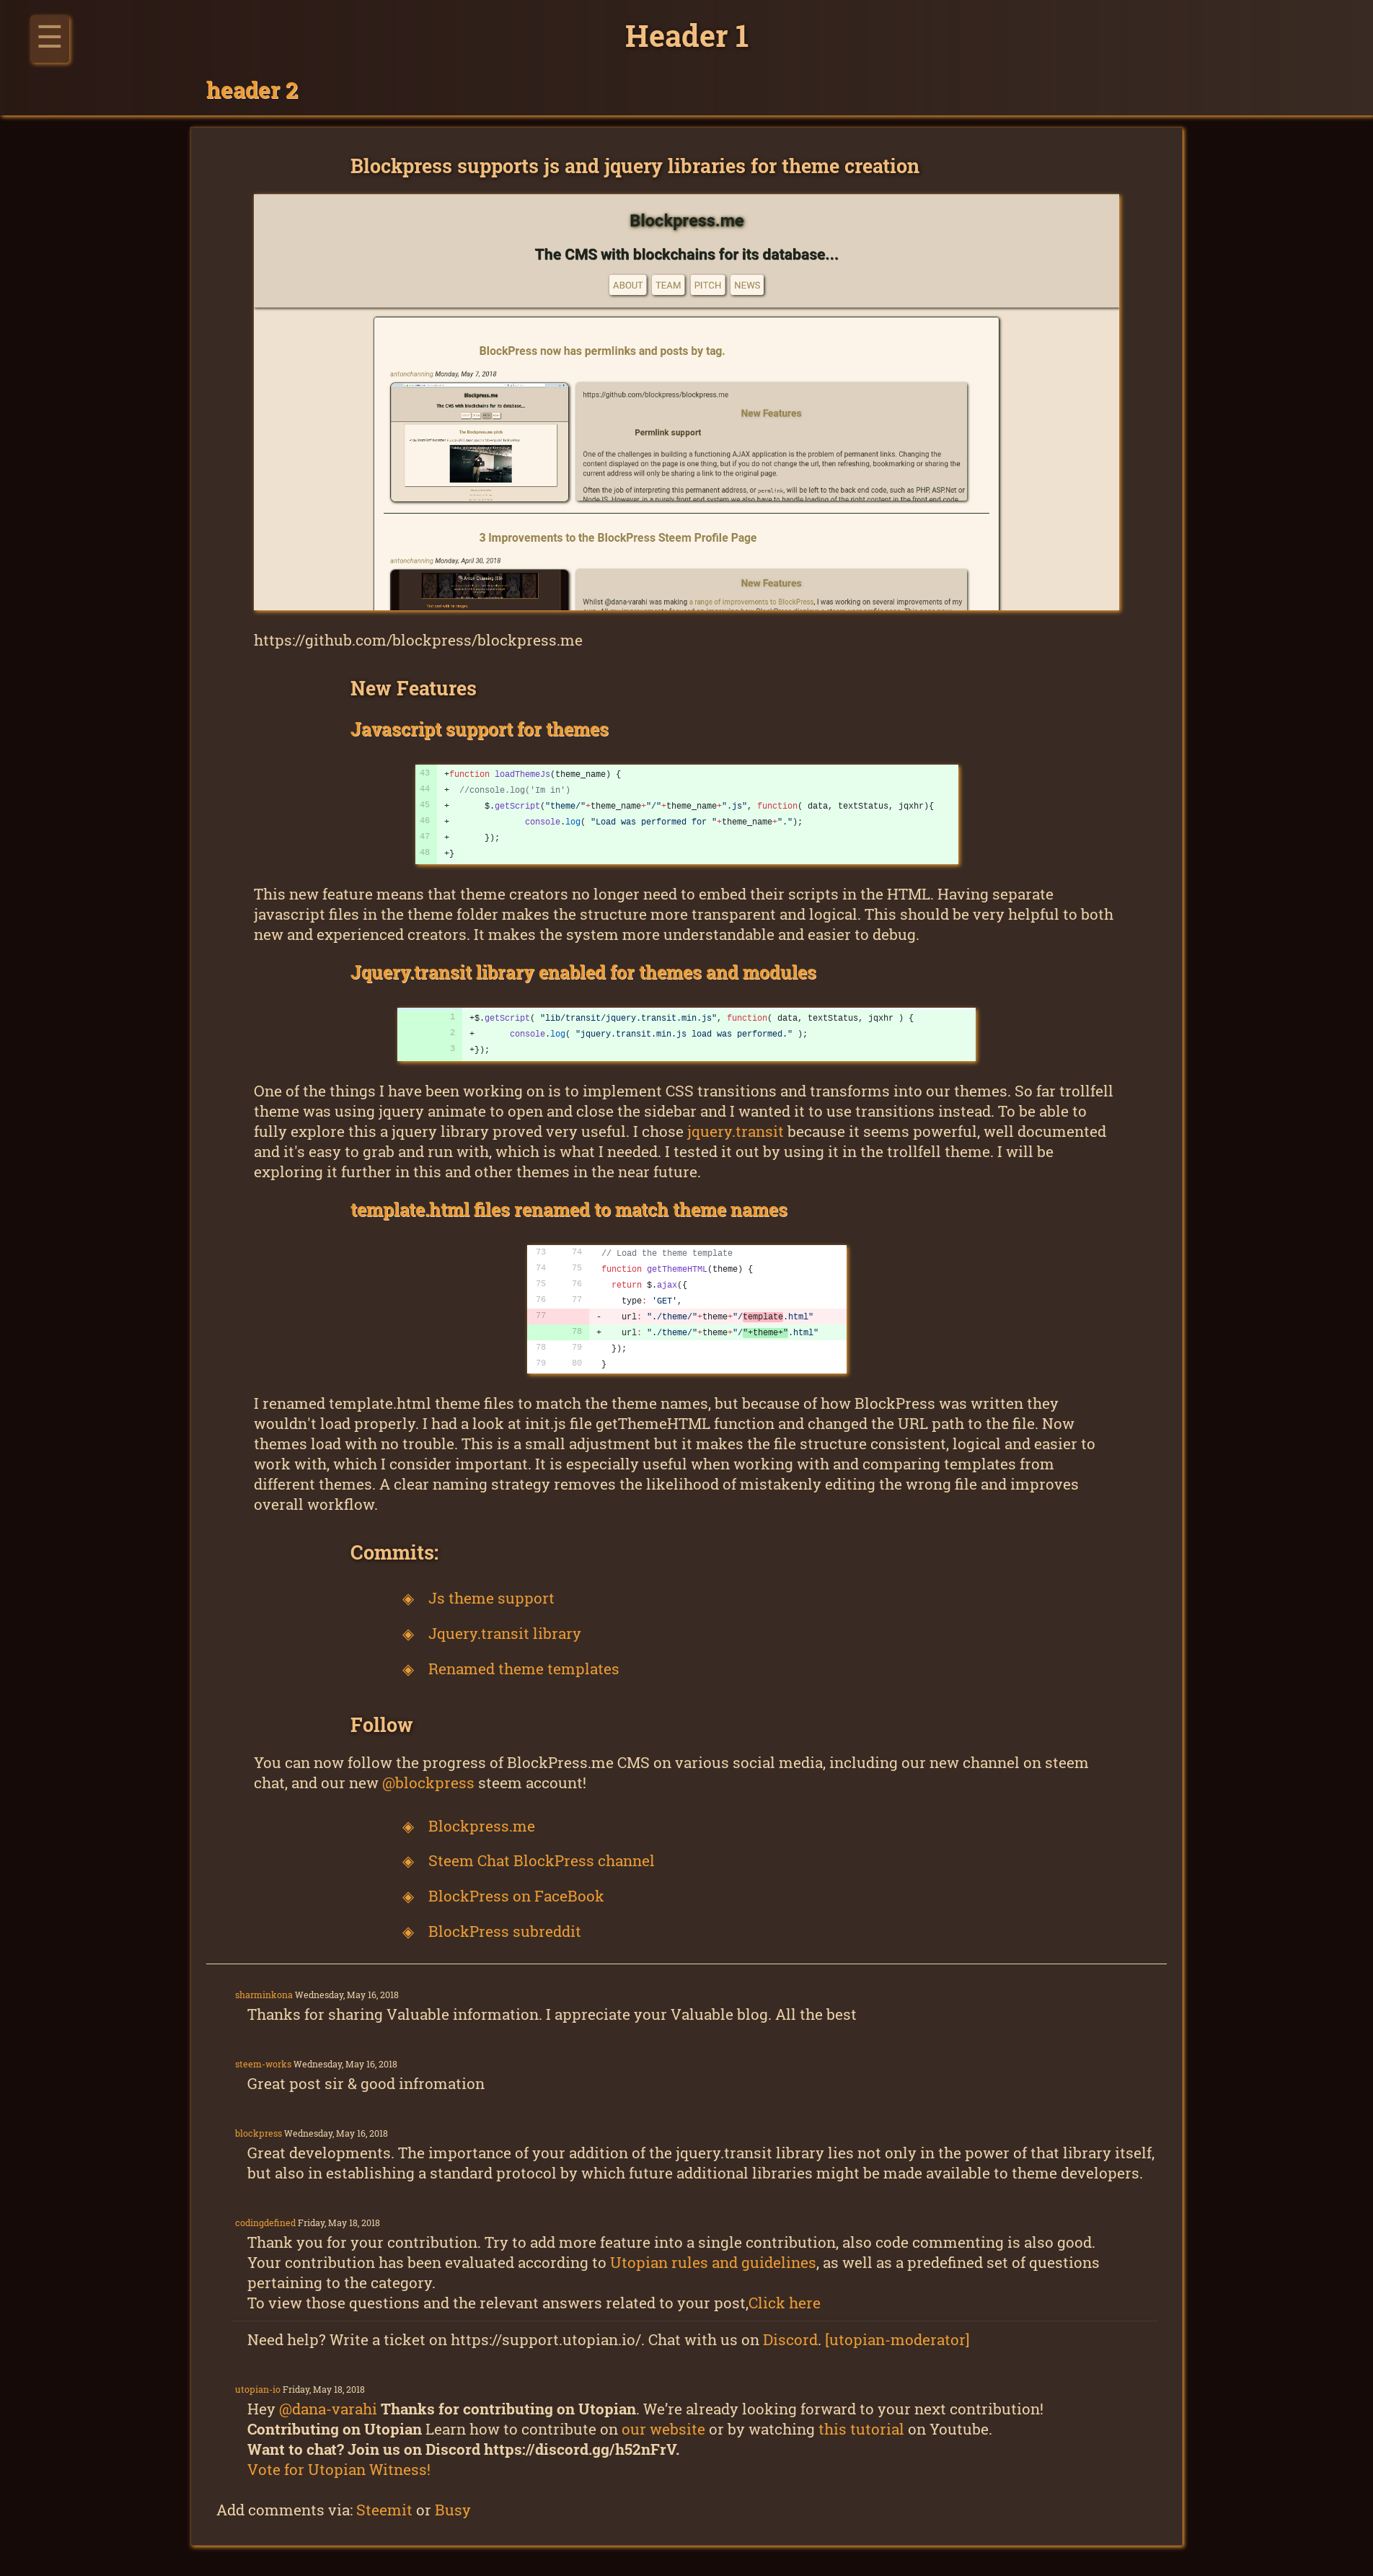 ☰
Header 1
header 2
Blockpress supports js and jquery libraries for theme creation
Blockpress.me
The CMS with blockchains for its database...
ABOUT TEAM PITCH NEWS
BlockPress now has permlinks and posts by tag.
antonchanning Monday, May 7, 2018
Blockpress.me
The CMS with blockchains for its database...
The Blockpress.me pitch
https://github.com/blockpress/blockpress.me
New Features
Permlink support
One of the challenges in building a functioning AJAX application is the problem of permanent links. Changing the
content displayed on the page is one thing, but if you do not change the url, then refreshing, bookmarking or sharing the
current address will only be sharing a link to the original page.
Often the job of interpreting this permanent address, or permlink, will be left to the back end code, such as PHP, ASP.Net or
Node.JS. However, in a purely front end system we also have to handle loading of the right content in the front end code.
3 Improvements to the BlockPress Steem Profile Page
antonchanning Monday, April 30, 2018
New Features
Whilst @dana-varahi was making a range of improvements to BlockPress, I was working on several improvements of my
https://github.com/blockpress/blockpress.me
New Features
Javascript support for themes
43 +function loadThemeJs(theme_name) {
44 + //console.log('Im in')
45 + $.getScript("theme/"+theme_name+"/"+theme_name+".js", function( data, textStatus, jqxhr){
46 + console.log( "Load was performed for "+theme_name+".");
47 + });
48 +}
This new feature means that theme creators no longer need to embed their scripts in the HTML. Having separate
javascript files in the theme folder makes the structure more transparent and logical. This should be very helpful to both
new and experienced creators. It makes the system more understandable and easier to debug.
Jquery.transit library enabled for themes and modules
1 +$.getScript( "lib/transit/jquery.transit.min.js", function( data, textStatus, jqxhr ) {
2 + console.log( "jquery.transit.min.js load was performed." );
3 +});
One of the things I have been working on is to implement CSS transitions and transforms into our themes. So far trollfell
theme was using jquery animate to open and close the sidebar and I wanted it to use transitions instead. To be able to
fully explore this a jquery library proved very useful. I chose jquery.transit because it seems powerful, well documented
and it's easy to grab and run with, which is what I needed. I tested it out by using it in the trollfell theme. I will be
exploring it further in this and other themes in the near future.
template.html files renamed to match theme names
73 74 // Load the theme template
74 75 function getThemeHTML(theme) {
75 76 return $.ajax({
76 77 type: 'GET',
77 - url: "./theme/"+theme+"/template.html"
78 + url: "./theme/"+theme+"/"+theme+".html"
78 79 });
79 80 }
I renamed template.html theme files to match the theme names, but because of how BlockPress was written they
wouldn't load properly. I had a look at init.js file getThemeHTML function and changed the URL path to the file. Now
themes load with no trouble. This is a small adjustment but it makes the file structure consistent, logical and easier to
work with, which I consider important. It is especially useful when working with and comparing templates from
different themes. A clear naming strategy removes the likelihood of mistakenly editing the wrong file and improves
overall workflow.
Commits:
◈ Js theme support
◈ Jquery.transit library
◈ Renamed theme templates
Follow
You can now follow the progress of BlockPress.me CMS on various social media, including our new channel on steem
chat, and our new @blockpress steem account!
◈ Blockpress.me
◈ Steem Chat BlockPress channel
◈ BlockPress on FaceBook
◈ BlockPress subreddit
sharminkona Wednesday, May 16, 2018
Thanks for sharing Valuable information. I appreciate your Valuable blog. All the best
steem-works Wednesday, May 16, 2018
Great post sir & good infromation
blockpress Wednesday, May 16, 2018
Great developments. The importance of your addition of the jquery.transit library lies not only in the power of that library itself,
but also in establishing a standard protocol by which future additional libraries might be made available to theme developers.
codingdefined Friday, May 18, 2018
Thank you for your contribution. Try to add more feature into a single contribution, also code commenting is also good.
Your contribution has been evaluated according to Utopian rules and guidelines, as well as a predefined set of questions
pertaining to the category.
To view those questions and the relevant answers related to your post,Click here
Need help? Write a ticket on https://support.utopian.io/. Chat with us on Discord. [utopian-moderator]
utopian-io Friday, May 18, 2018
Hey @dana-varahi Thanks for contributing on Utopian. We’re already looking forward to your next contribution!
Contributing on Utopian Learn how to contribute on our website or by watching this tutorial on Youtube.
Want to chat? Join us on Discord https://discord.gg/h52nFrV.
Vote for Utopian Witness!
Add comments via: Steemit or Busy